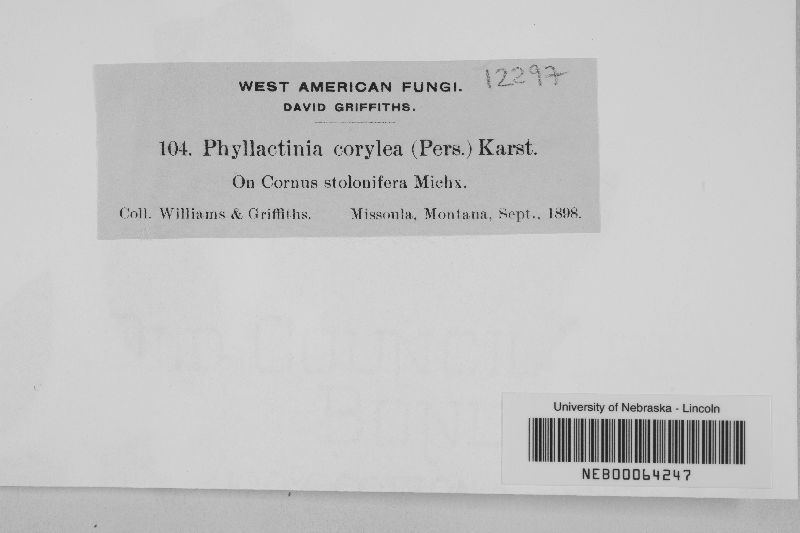 12297
WEST AMERICAN FUNGI.
DAVID GRIFFITHS.
104. Phyllactinia corylea (Pers.) Karst.
On Cornus stolonifera Michx.
Coll. Williams & Griffiths. Missoula, Montana, Sept., 1898.
University of Nebraska - Lincoln
NEB00064247